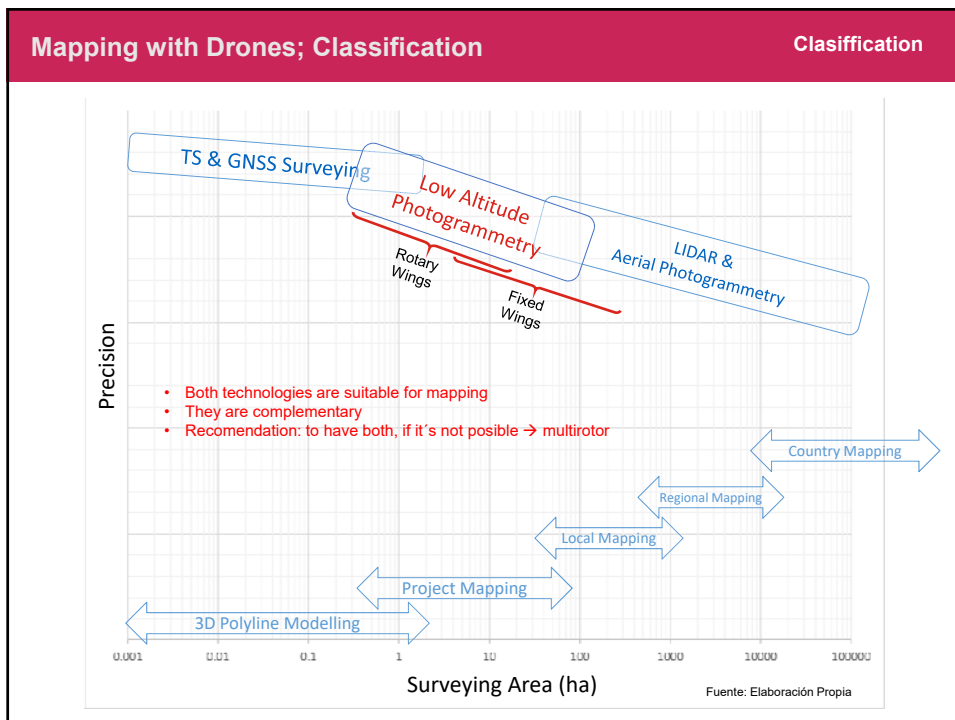 Mapping with Drones; Classification
Clasiffication
TS & GNSS Surveying
Low Altitude
Photogrammetry
LIDAR &
Aerial Photogrammetry
Rotary
Wings
Fixed
Wings
Precision
• Both technologies are suitable for mapping
• They are complementary
• Recomendation: to have both, if it´s not posible → multirotor
Country Mapping
Regional Mapping
Local Mapping
Project Mapping
3D Polyline Modelling
0.001 0.01 0.1 1 10 100 1000 10000 100000
Surveying Area (ha)
Fuente: Elaboración Propia